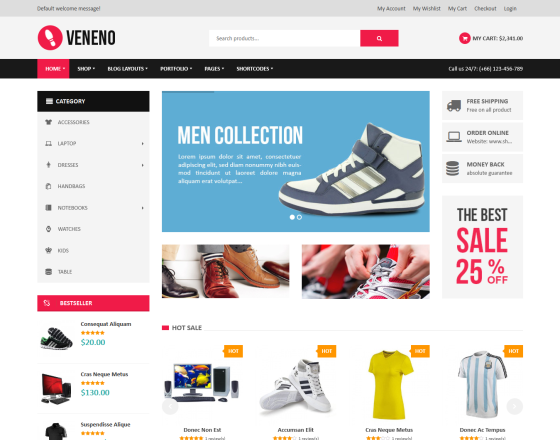 Default welcome message!
My Account
My Wishlist
My Cart
Checkout
Login
VENENO
Search products...
MY CART: $2,341.00
HOME
SHOP
BLOG LAYOUTS
PORTFOLIO
PAGES
SHORTCODES
Call us 24/7: (+66) 123-456-789
CATEGORY
ACCESSORIES
LAPTOP
DRESSES
HANDBAGS
NOTEBOOKS
WATCHES
KIDS
TABLE
MEN COLLECTION
Lorem ipsum dolor sit amet, consectetuer
adipiscing elit, sed diam nonummy nibh euis-
mod tincidunt ut laoreet dolore magna
aliquam erat volutpat...
FREE SHIPPING
Free on all product
ORDER ONLINE
Website: www.sh...
MONEY BACK
absolute guarantee
THE BEST
SALE
25 % OFF
BESTSELLER
Consequat Aliquam
$20.00
Cras Neque Metus
$130.00
Suspendisse Alique
HOT SALE
HOT
HOT
HOT
HOT
Donec Non Est
Accumsan Elit
Cras Neque Metus
Donec Ac Tempus